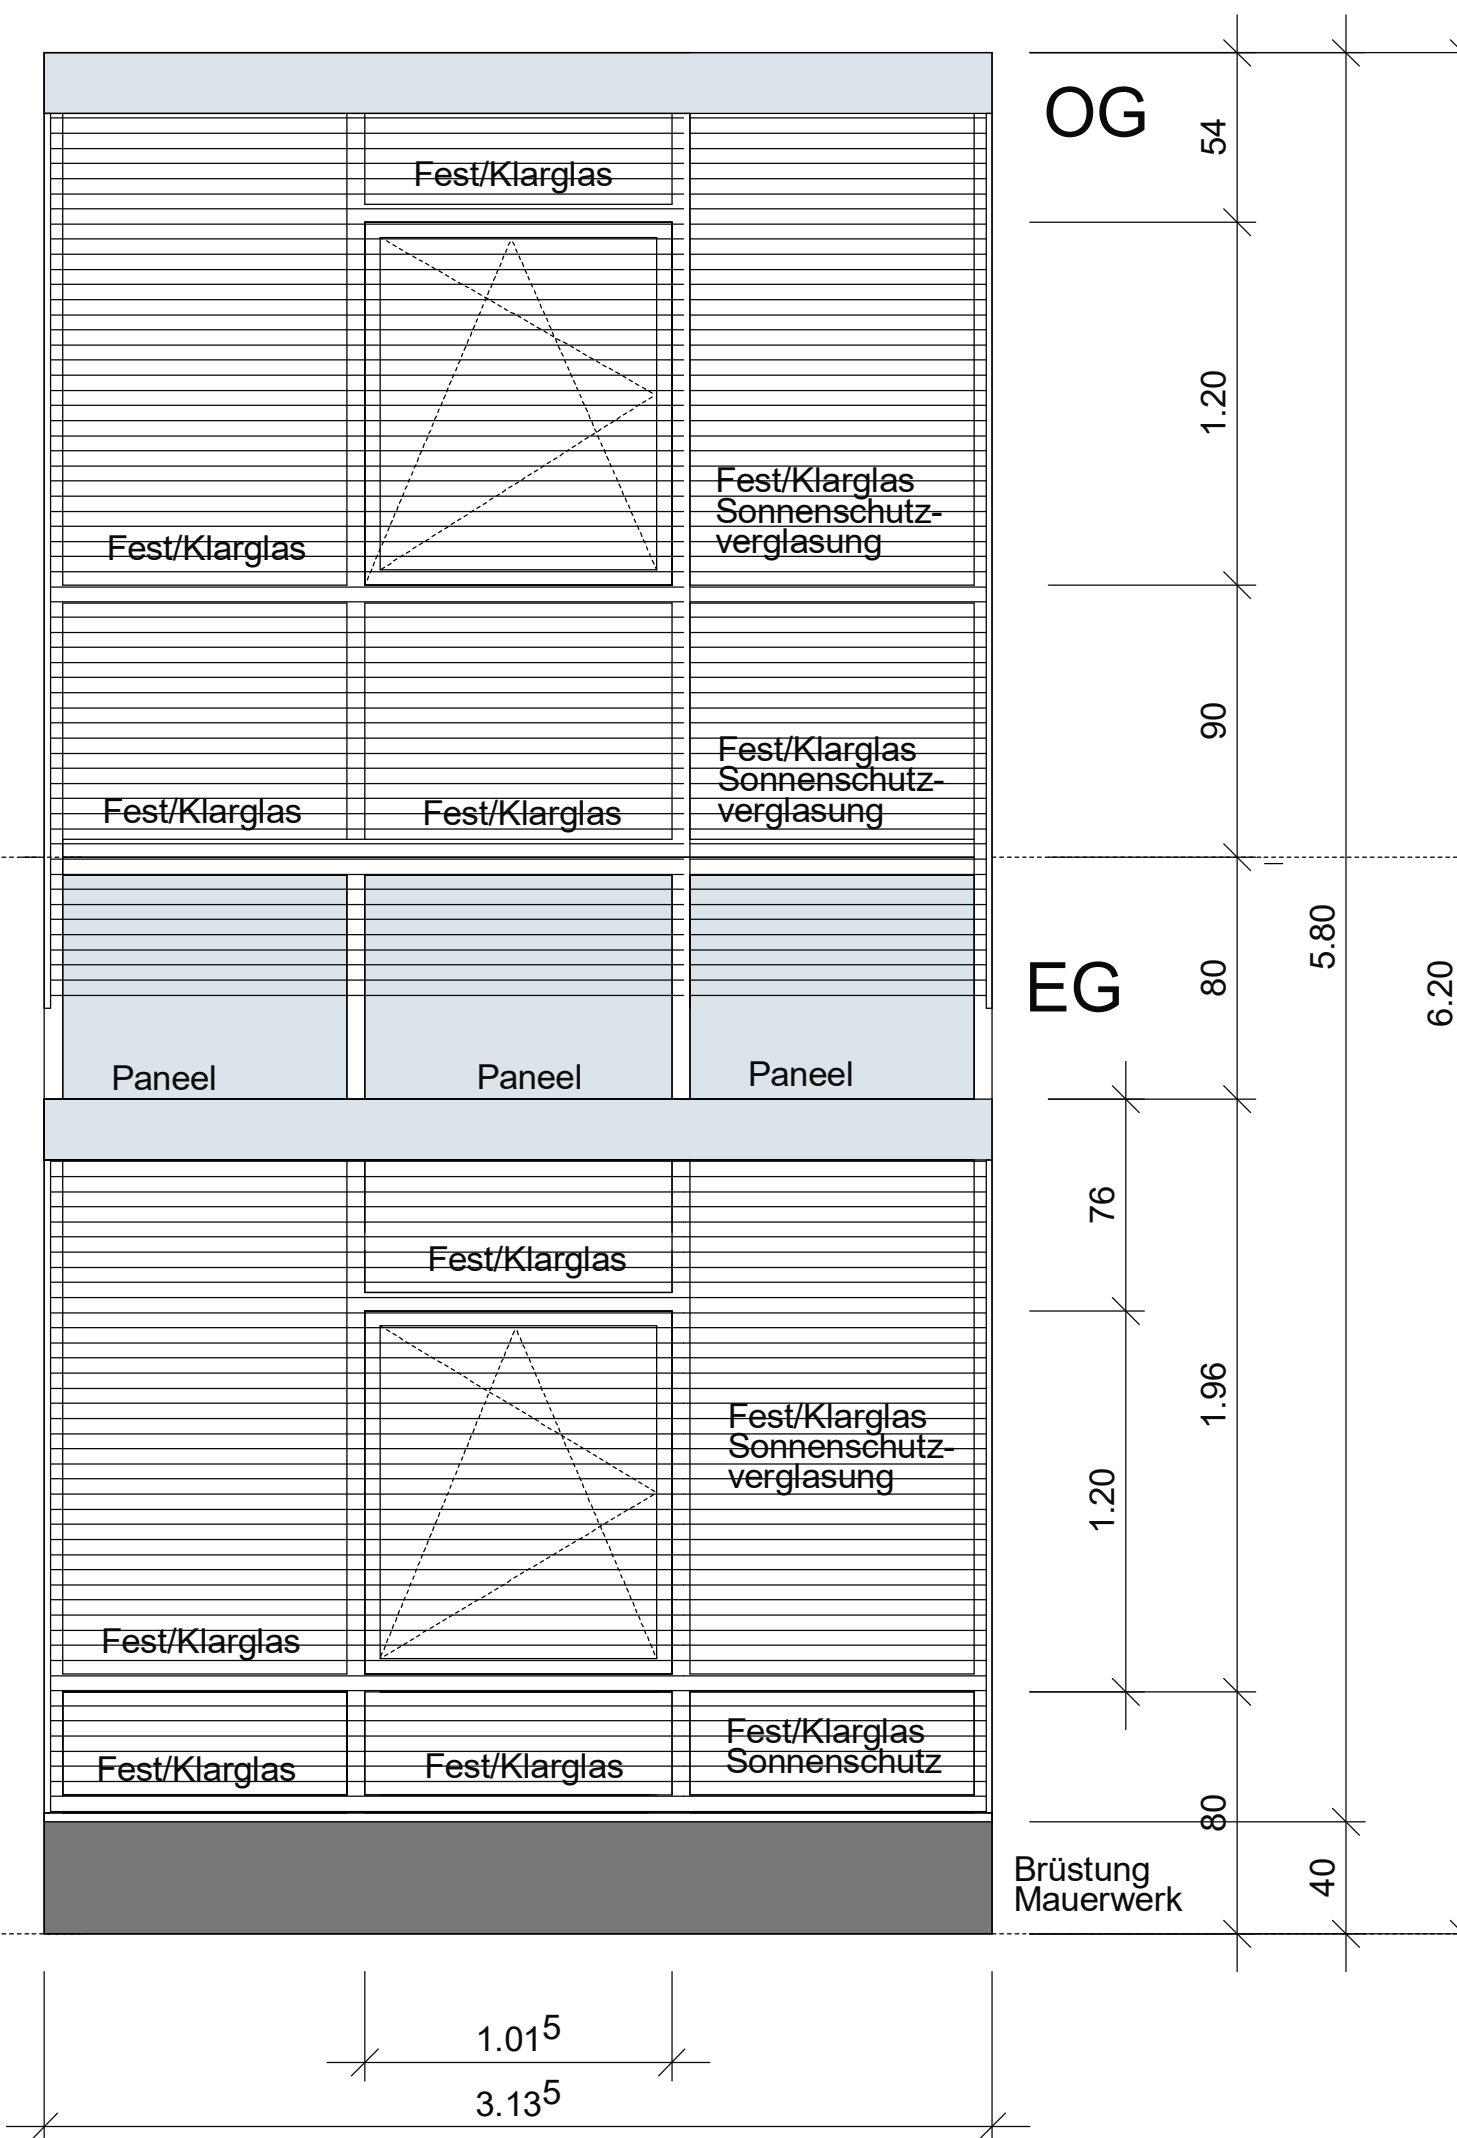 OG
54
Fest/Klarglas
1.20
Fest/Klarglas
Sonnenschutz-
verglasung
Fest/Klarglas
90
Fest/Klarglas
Sonnenschutz-
verglasung
Fest/Klarglas
Fest/Klarglas
5.80
6.20
EG
80
Paneel
Paneel
Paneel
76
Fest/Klarglas
1.96
Fest/Klarglas
Sonnenschutz-
verglasung
1.20
Fest/Klarglas
Fest/Klarglas
Sonnenschutz
Fest/Klarglas
Fest/Klarglas
80
Brüstung
Mauerwerk
40
1.01⁵
3.13⁵